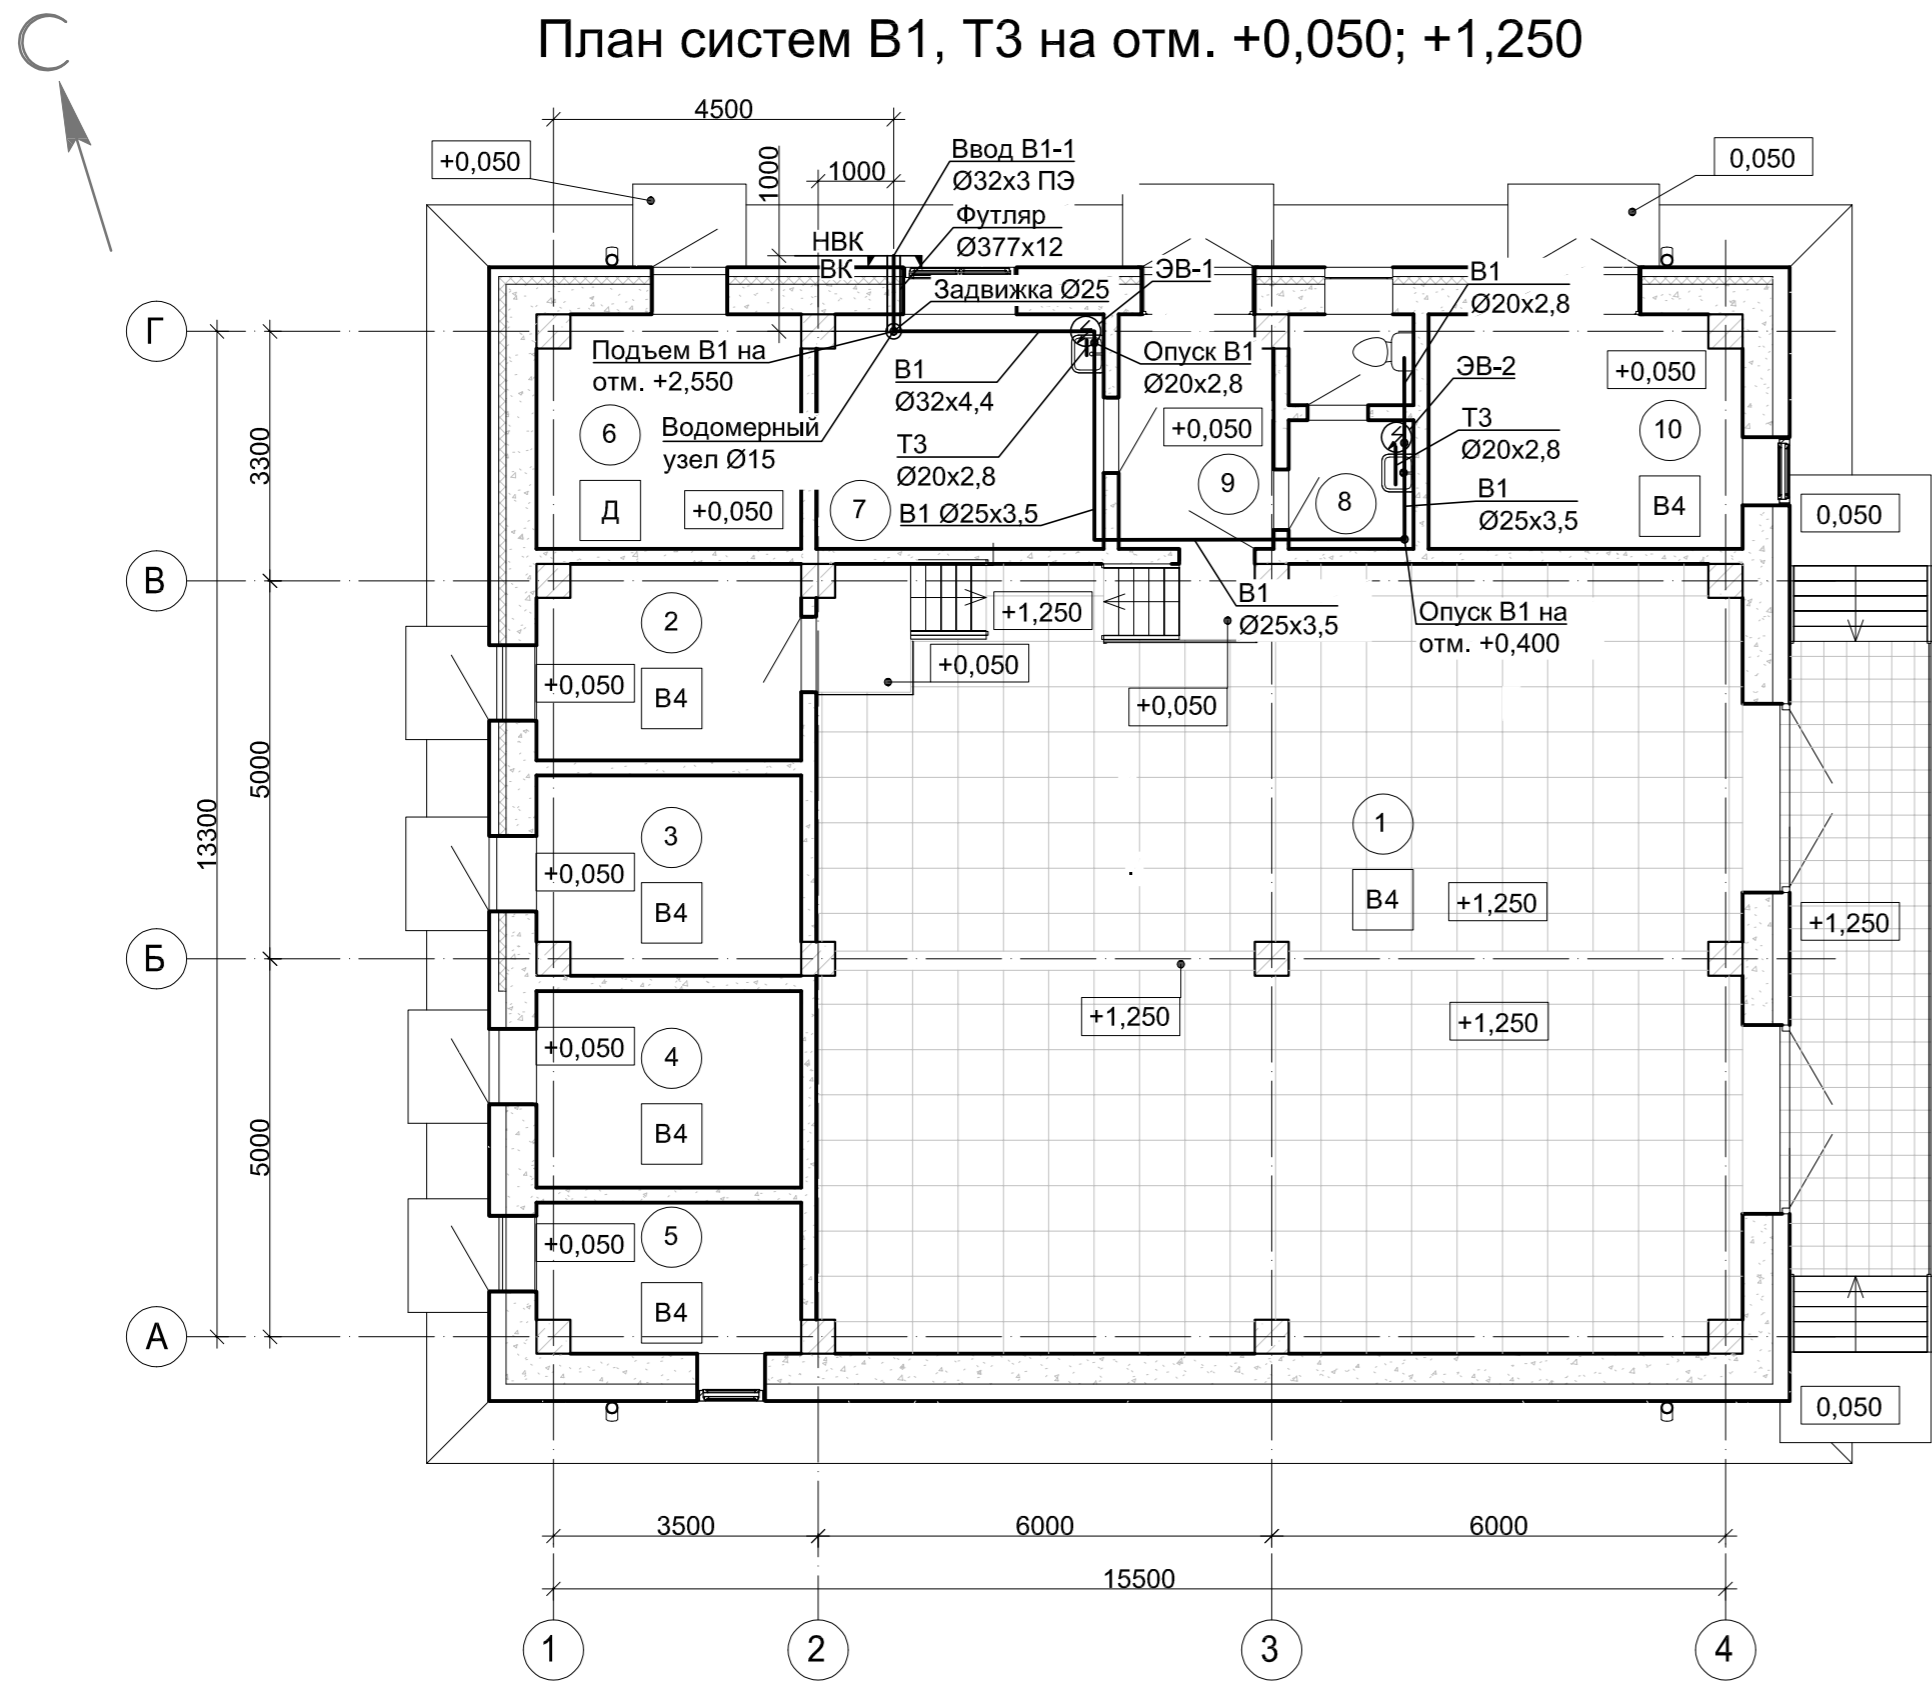 План систем В1, Т3 на отм. +0,050; +1,250
С
4500
+0,050
1000
1000
Ввод В1-1
Ø32х3 ПЭ
Футляр
Ø377х12
0,050
НВК
ВК
Задвижка Ø25
ЭВ-1
В1
Ø20х2,8
Г
Подъем В1 на
отм. +2,550
В1
Ø32х4,4
Опуск В1
Ø20х2,8
ЭВ-2
+0,050
6
Водомерный
узел Ø15
Т3
Ø20х2,8
+0,050
Т3
Ø20х2,8
10
3300
Д
+0,050
7
В1 Ø25х3,5
9
8
В1
Ø25х3,5
В4
0,050
В
2
+1,250
В1
Ø25х3,5
Опуск В1 на
отм. +0,400
+0,050
В4
+0,050
+0,050
5000
13300
3
1
+0,050
В4
В4
+1,250
+1,250
Б
+1,250
+1,250
+0,050
4
5000
В4
5
+0,050
В4
А
0,050
3500
6000
6000
15500
1
2
3
4